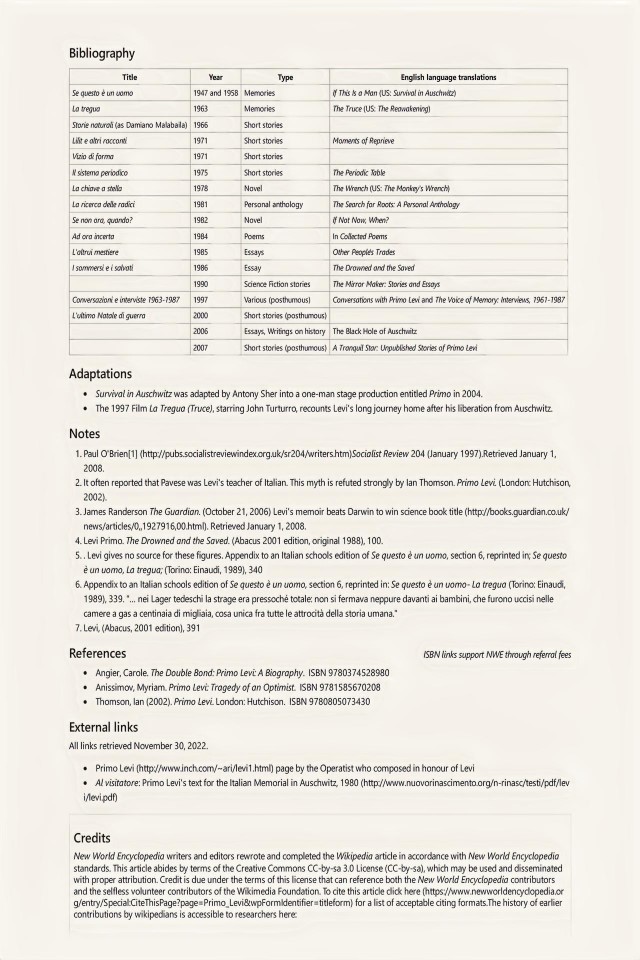 Bibliography
Title Year Type English language translations
Se questo è un uomo 1947 and 1958 Memories If This Is a Man (US: Survival in Auschwitz)
La tregua 1963 Memories The Truce (US: The Reawakening)
Storie naturali (as Damiano Malabaila) 1966 Short stories
Lilit e altri racconti 1971 Short stories Moments of Reprieve
Vizio di forma 1971 Short stories
Il sistema periodico 1975 Short stories The Periodic Table
La chiave a stella 1978 Novel The Wrench (US: The Monkey's Wrench)
La ricerca delle radici 1981 Personal anthology The Search for Roots: A Personal Anthology
Se non ora, quando? 1982 Novel If Not Now, When?
Ad ora incerta 1984 Poems In Collected Poems
L'altrui mestiere 1985 Essays Other Peoplés Trades
I sommersi e i salvati 1986 Essay The Drowned and the Saved
1990 Science Fiction stories The Mirror Maker: Stories and Essays
Conversazioni e interviste 1963-1987 1997 Various (posthumous) Conversations with Primo Levi and The Voice of Memory: Interviews, 1961-1987
L'ultimo Natale di guerra 2000 Short stories (posthumous)
2006 Essays, Writings on history The Black Hole of Auschwitz
2007 Short stories (posthumous) A Tranquil Star: Unpublished Stories of Primo Levi
Adaptations
• Survival in Auschwitz was adapted by Antony Sher into a one-man stage production entitled Primo in 2004.
• The 1997 Film La Tregua (Truce), starring John Turturro, recounts Levi's long journey home after his liberation from Auschwitz.
Notes
1. Paul O'Brien[1] (http://pubs.socialistreviewindex.org.uk/sr204/writers.htm)Socialist Review 204 (January 1997).Retrieved January 1,
2008.
2. It often reported that Pavese was Levi's teacher of Italian. This myth is refuted strongly by Ian Thomson. Primo Levi. (London: Hutchison,
2002).
3. James Randerson The Guardian. (October 21, 2006) Levi's memoir beats Darwin to win science book title (http://books.guardian.co.uk/
news/articles/0,,1927916,00.html). Retrieved January 1, 2008.
4. Levi Primo. The Drowned and the Saved. (Abacus 2001 edition, original 1988), 100.
5. . Levi gives no source for these figures. Appendix to an Italian schools edition of Se questo è un uomo, section 6, reprinted in; Se questo
è un uomo, La tregua; (Torino: Einaudi, 1989), 340
6. Appendix to an Italian schools edition of Se questo è un uomo, section 6, reprinted in: Se questo è un uomo- La tregua (Torino: Einaudi,
1989), 339. "... nei Lager tedeschi la strage era pressoché totale: non si fermava neppure davanti ai bambini, che furono uccisi nelle
camere a gas a centinaia di migliaia, cosa unica fra tutte le atrocità della storia umana."
7. Levi, (Abacus, 2001 edition), 391
References ISBN links support NWE through referral fees
• Angier, Carole. The Double Bond: Primo Levi: A Biography. ISBN 9780374528980
• Anissimov, Myriam. Primo Levi: Tragedy of an Optimist. ISBN 9781585670208
• Thomson, Ian (2002). Primo Levi. London: Hutchison. ISBN 9780805073430
External links
All links retrieved November 30, 2022.
• Primo Levi (http://www.inch.com/~ari/levi1.html) page by the Operatist who composed in honour of Levi
• Al visitatore: Primo Levi's text for the Italian Memorial in Auschwitz, 1980 (http://www.nuovorinascimento.org/n-rinasc/testi/pdf/lev
i/levi.pdf)
Credits
New World Encyclopedia writers and editors rewrote and completed the Wikipedia article in accordance with New World Encyclopedia
standards. This article abides by terms of the Creative Commons CC-by-sa 3.0 License (CC-by-sa), which may be used and disseminated
with proper attribution. Credit is due under the terms of this license that can reference both the New World Encyclopedia contributors
and the selfless volunteer contributors of the Wikimedia Foundation. To cite this article click here (https://www.newworldencyclopedia.or
g/entry/Special:CiteThisPage?page=Primo_Levi&wpFormIdentifier=titleform) for a list of acceptable citing formats.The history of earlier
contributions by wikipedians is accessible to researchers here: